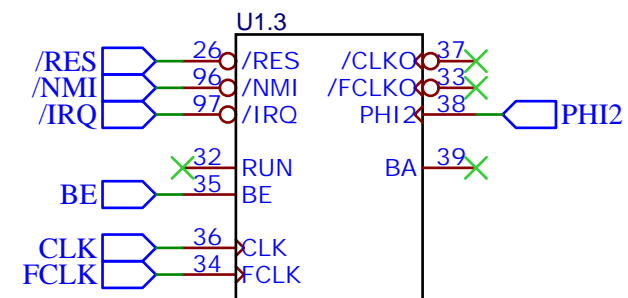 U1.3
/RES 26 /RES /CLKO 37
/NMI 96 /NMI /FCLKO 33
/IRQ 97 /IRQ PHI2 38 PHI2
32 RUN BA 39
BE 35 BE
CLK 36 CLK
FCLK 34 FCLK